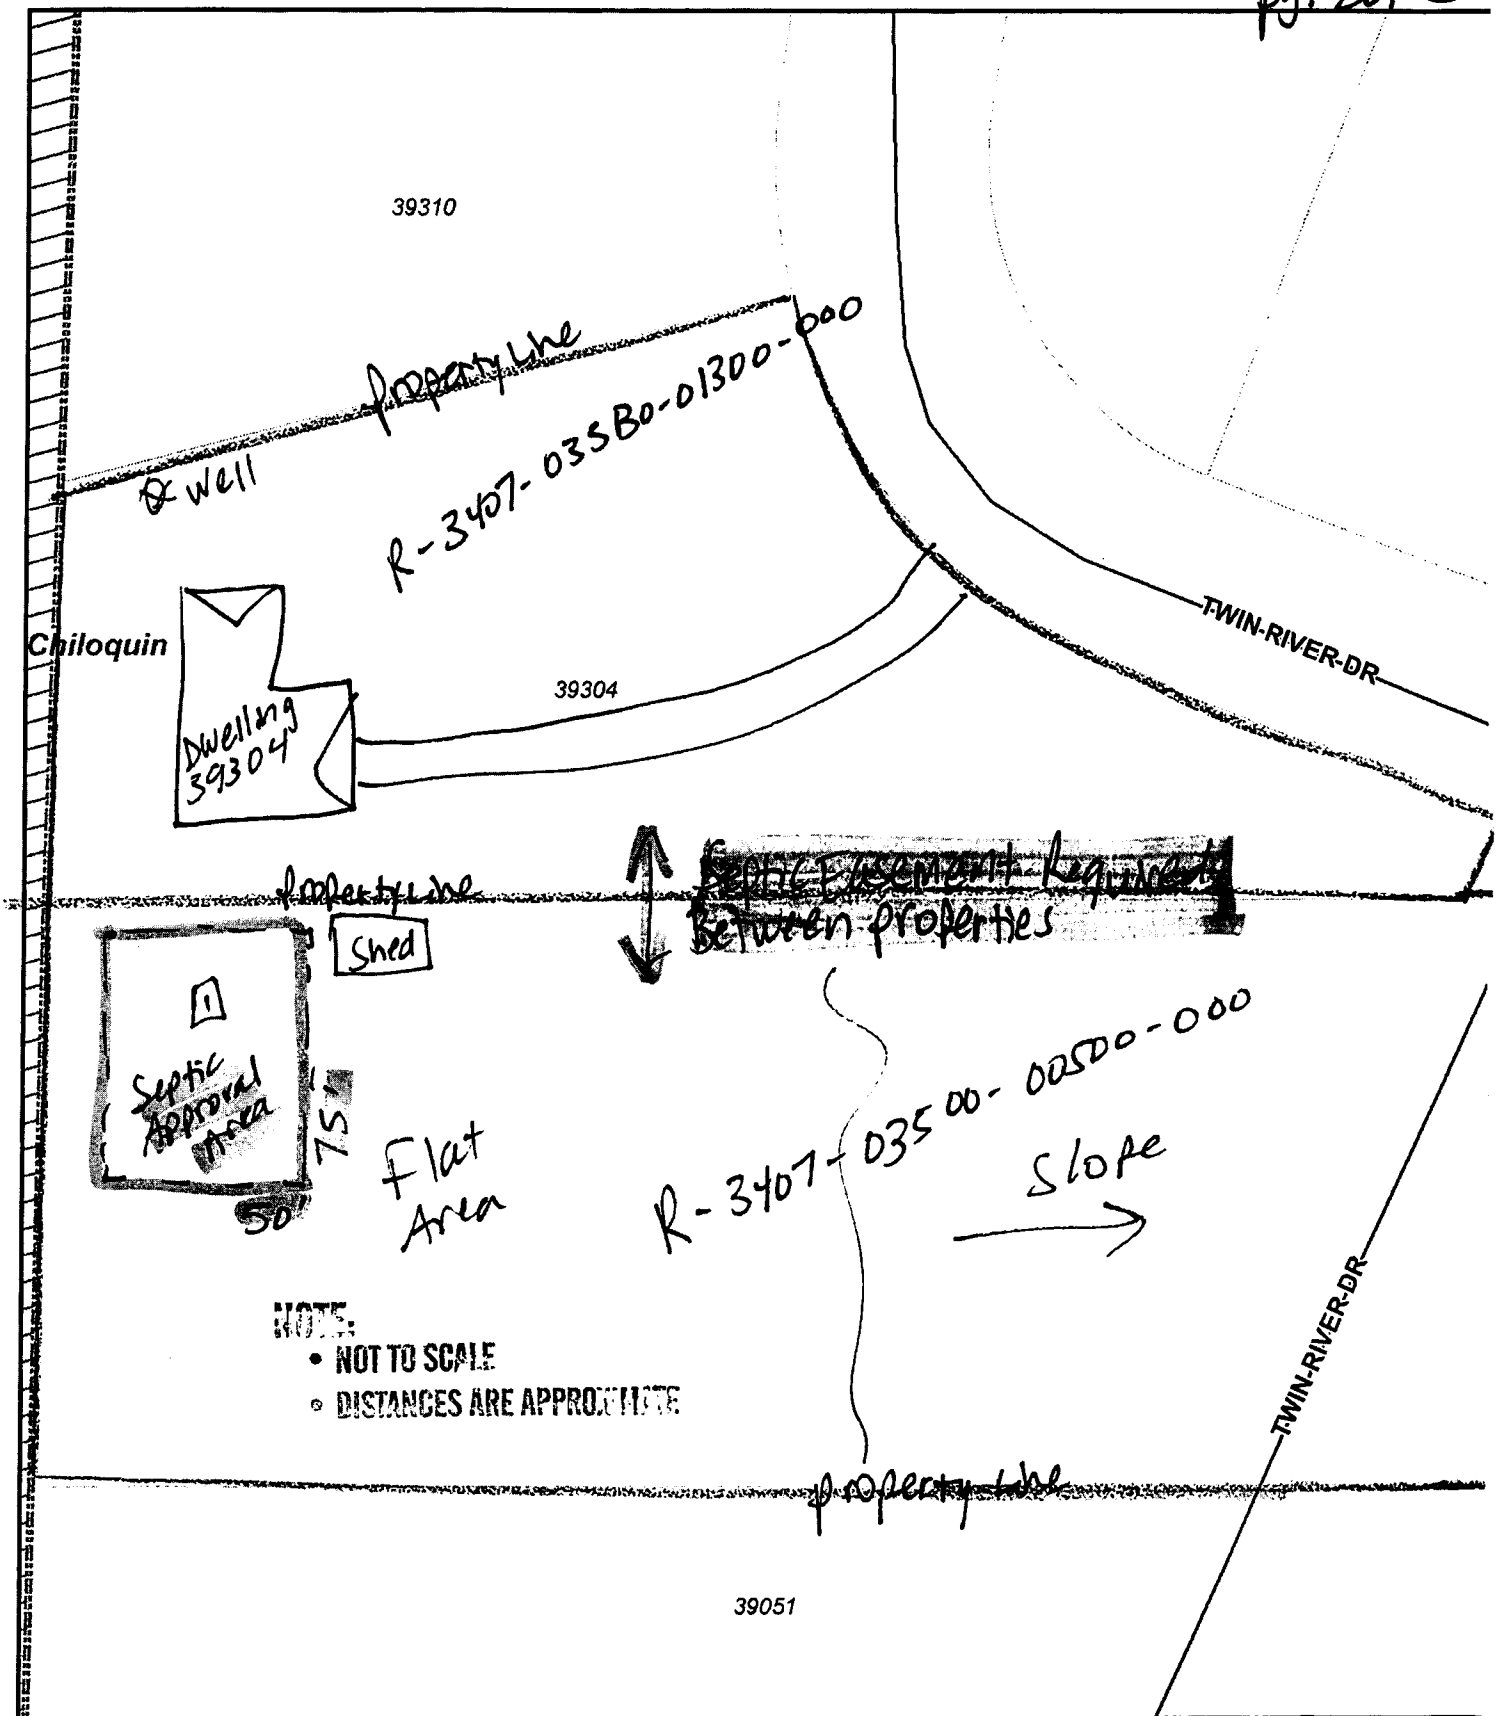 39310
Property Line
R-3407-035B0-01300-000
Well
TWIN-RIVER-DR
Chiloquin
39304
Dwelling
39304
Septic Easement Required
Between properties
Property Line
Shed
1
Septic
Approval
Area
75'
50'
Flat
Area
R-3407-03500-00500-000
Slope
TWIN-RIVER-DR
NOTE:
• NOT TO SCALE
• DISTANCES ARE APPROXIMATE
property Line
39051